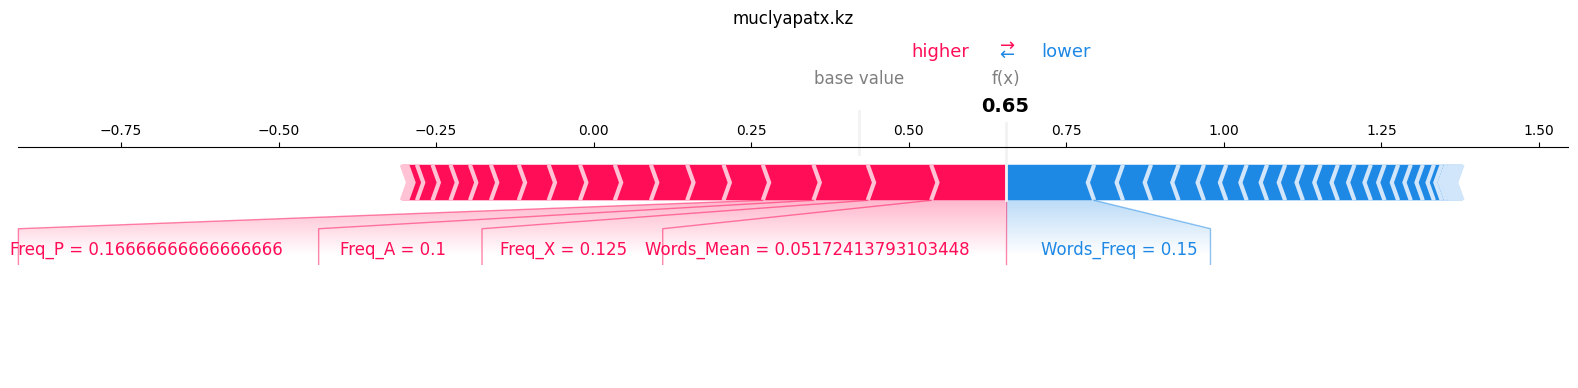 muclyapatx.kz
higher ⇄ lower
base value f(x)
0.65
−0.75 −0.50 −0.25 0.00 0.25 0.50 0.75 1.00 1.25 1.50
Freq_P = 0.16666666666666666 Freq_A = 0.1 Freq_X = 0.125 Words_Mean = 0.05172413793103448 Words_Freq = 0.15